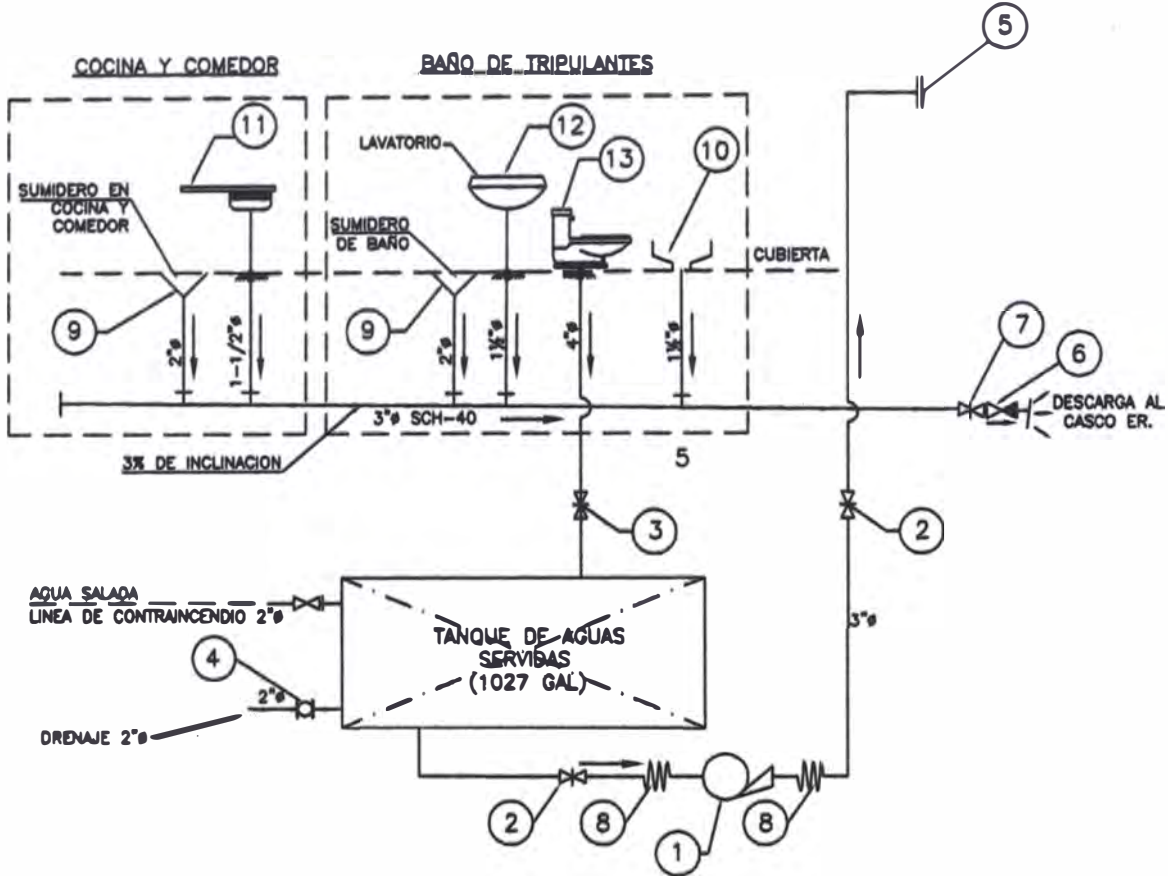 5
COCINA Y COMEDOR
BAÑO DE TRIPULANTES
11
12
LAVATORIO
13
10
SUMIDERO EN
COCINA Y
COMEDOR
SUMIDERO
DE BAÑO
CUBIERTA
9
2"ø
1-1/2"ø
9
2"ø
1½"ø
4"ø
1½"ø
7
6
3"ø SCH-40
DESCARGA AL
CASCO ER.
3% DE INCLINACION
5
3
2
AGUA SALADA
LINEA DE CONTRAINCENDIO 2"ø
TANQUE DE AGUAS
SERVIDAS
(1027 GAL)
3"ø
4
2"ø
DRENAJE 2"ø
2
8
1
8